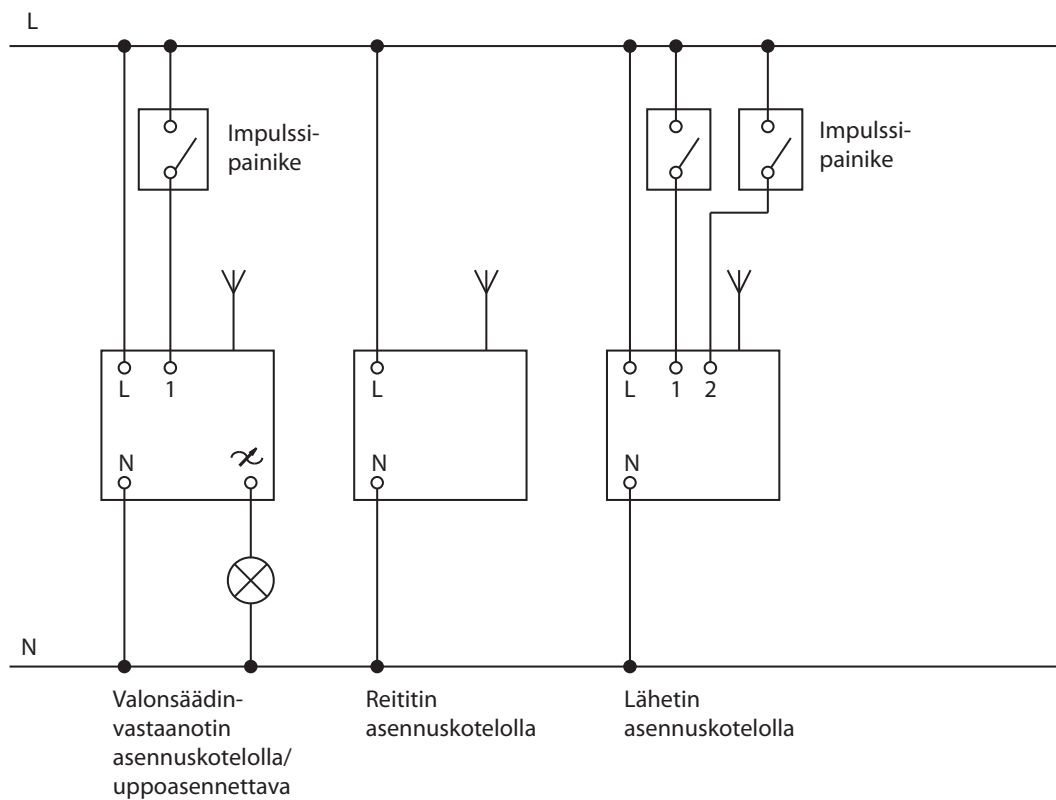 L
Impulssi-
painike
Impulssi-
painike
L 1
L
L 1 2
N
N
N
N
Valonsäädin-
vastaanotin
asennuskotelolla/
uppoasennettava
Reititin
asennuskotelolla
Lähetin
asennuskotelolla